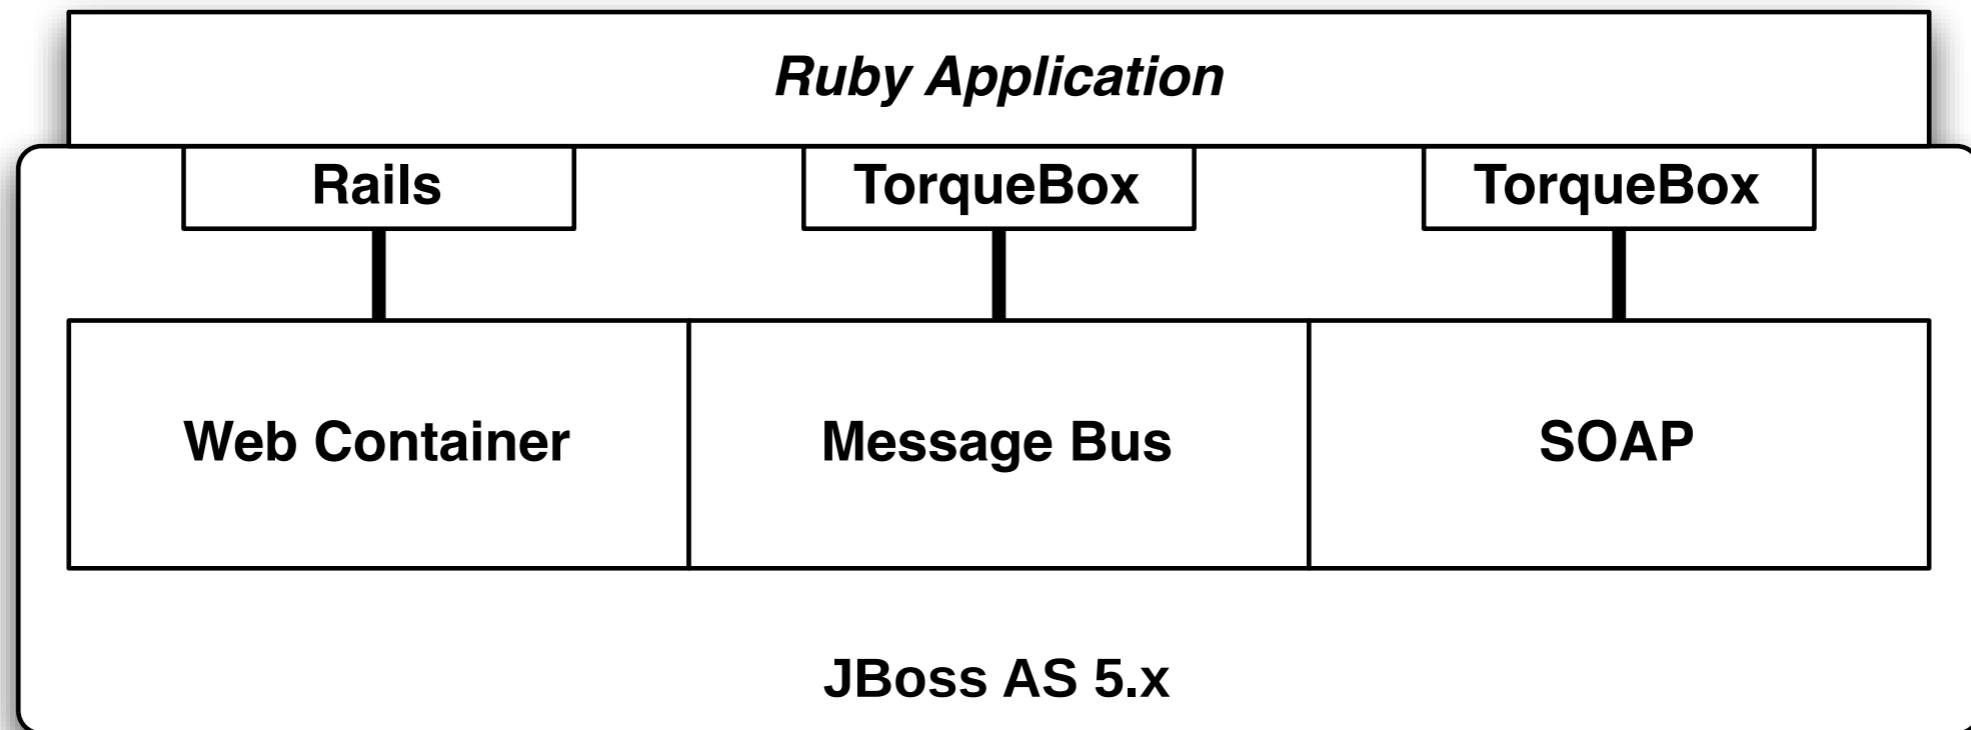 Ruby Application
Rails TorqueBox TorqueBox
Web Container Message Bus SOAP
JBoss AS 5.x